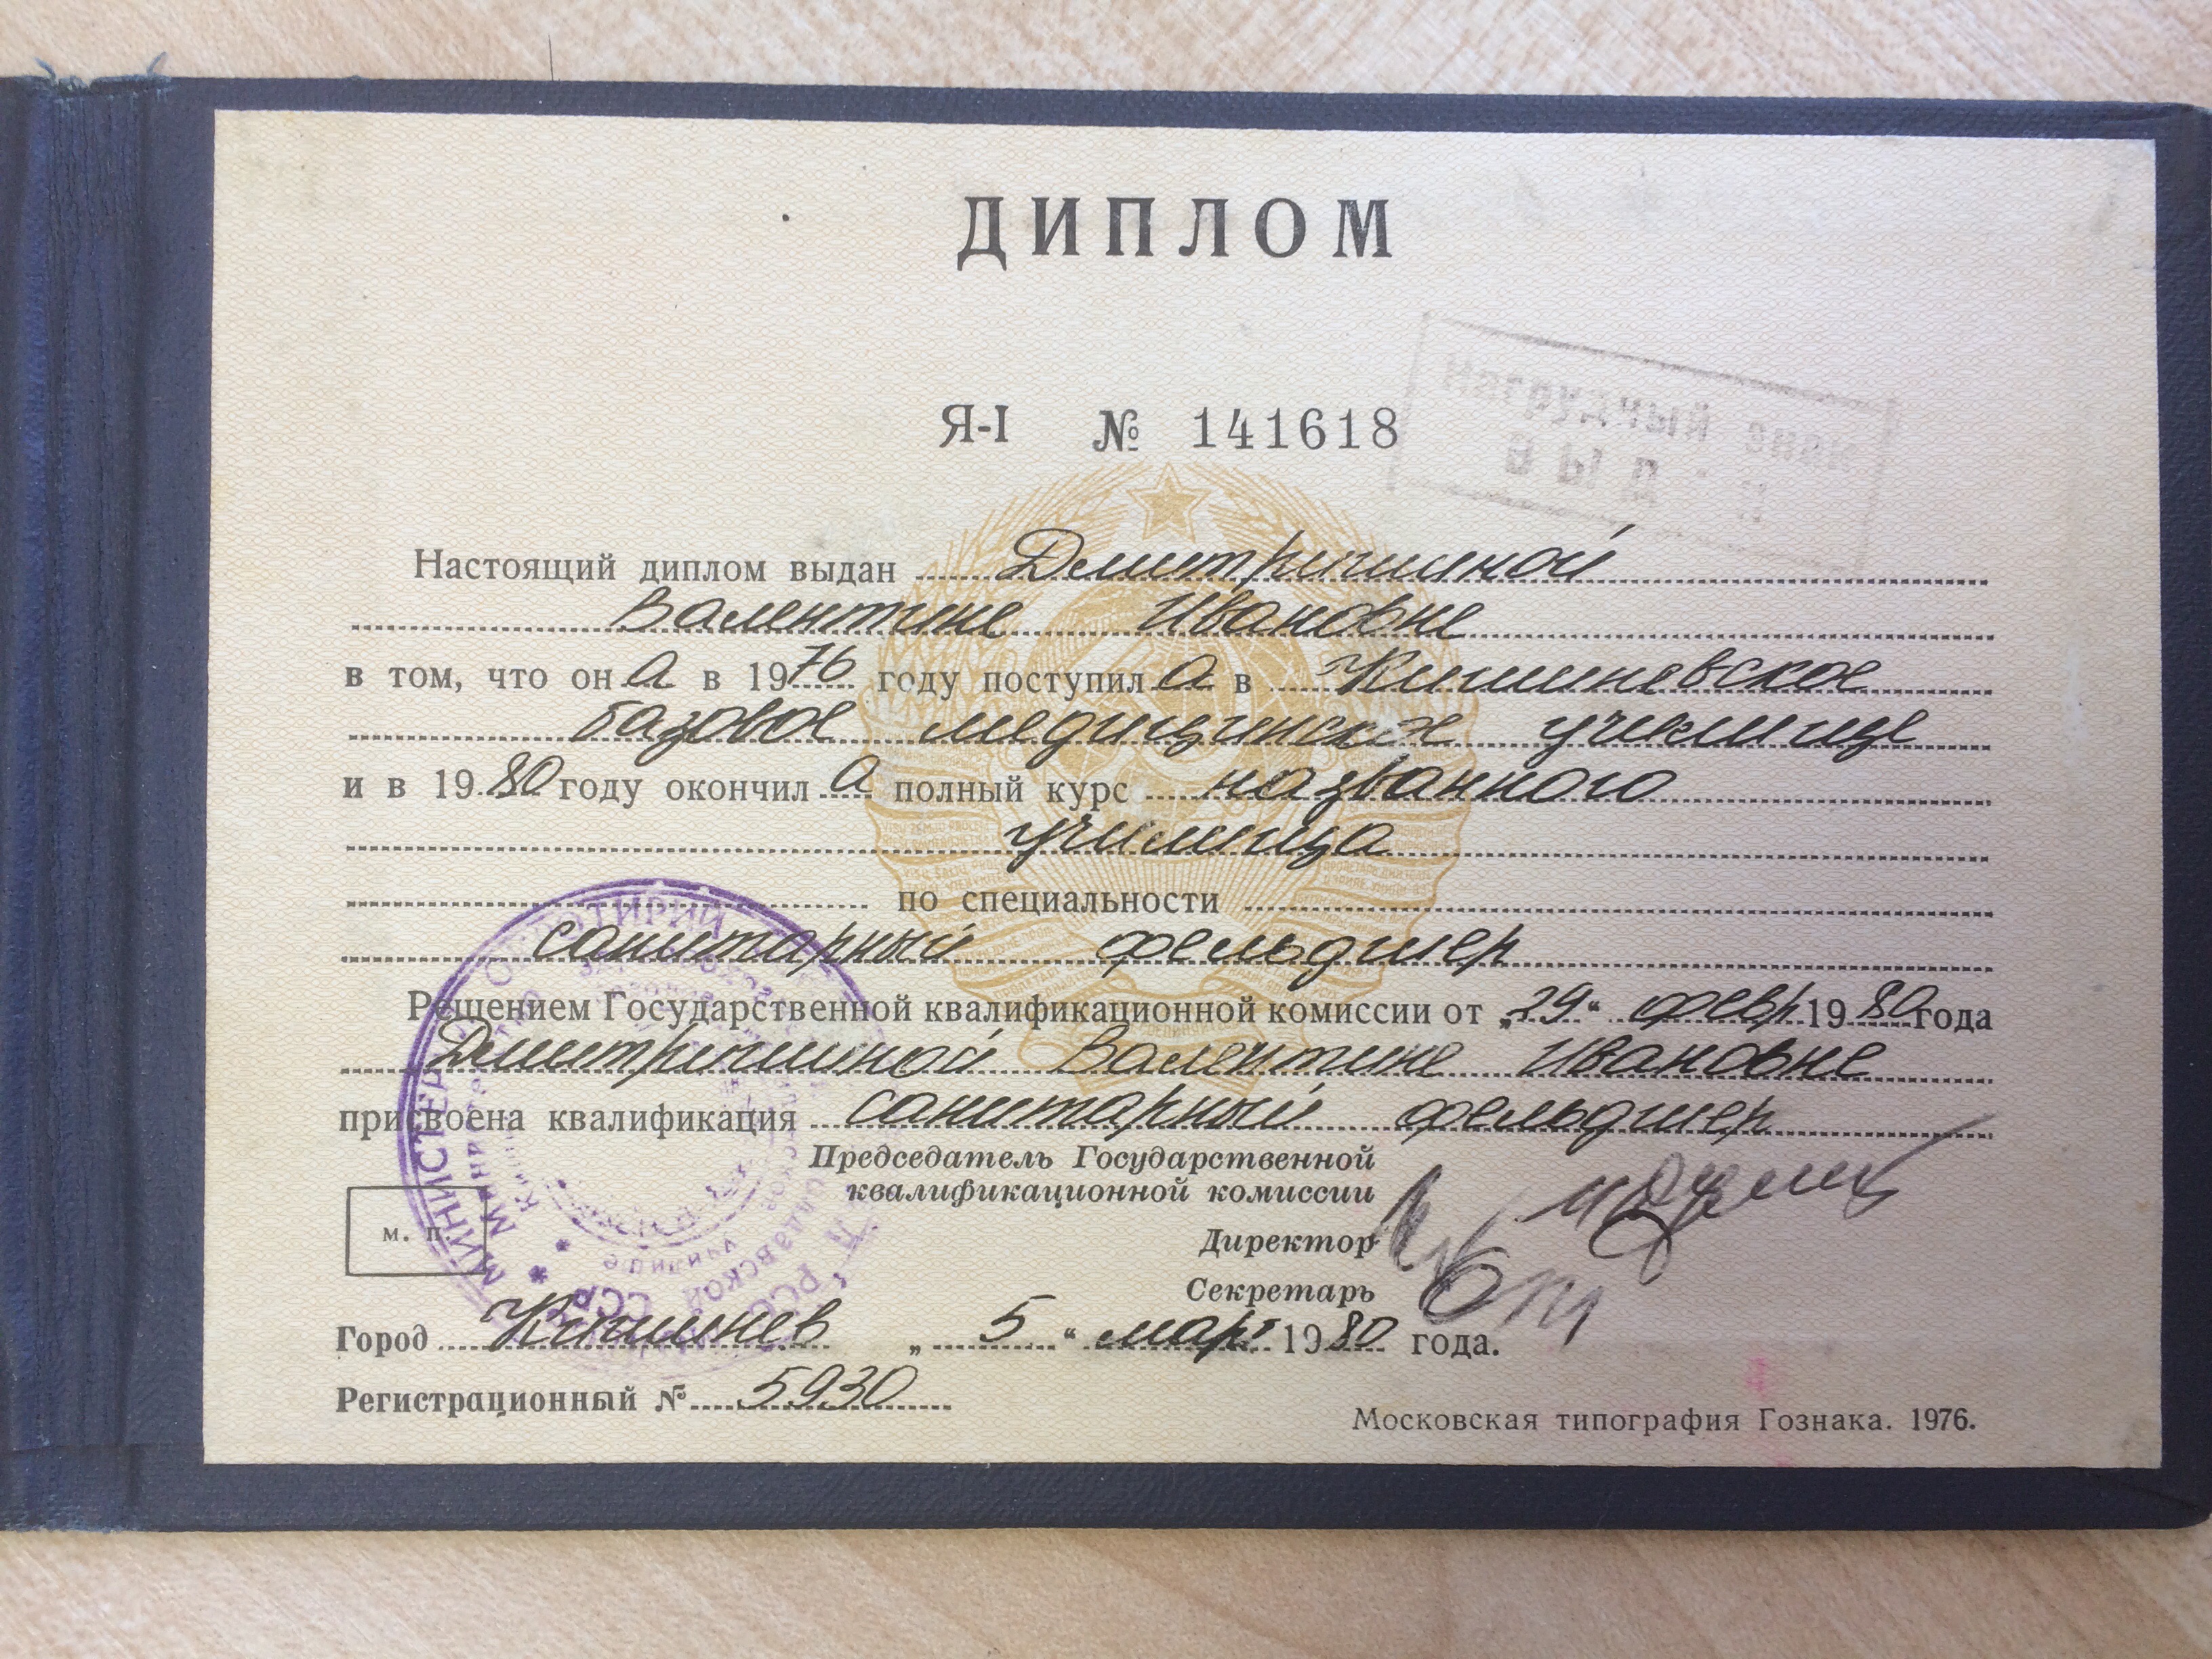 ДИПЛОМ
Я-I № 141618
Нагрудный знак
Настоящий диплом выдан Дмитришиной
Валентине Ивановне
в том, что она в 1976 году поступила в Кишиневское
базовое медицинское училище
и в 1980 году окончила полный курс названного
училища
по специальности
санитарный фельдшер
Решением Государственной квалификационной комиссии от „29“ февр 1980 года
Дмитришиной Валентине Ивановне
присвоена квалификация санитарный фельдшер
Председатель Государственной
квалификационной комиссии
Директор
Секретарь
м. п.
Город Кишинев „5“ март 1980 года.
Регистрационный № 5930
Московская типография Гознака. 1976.